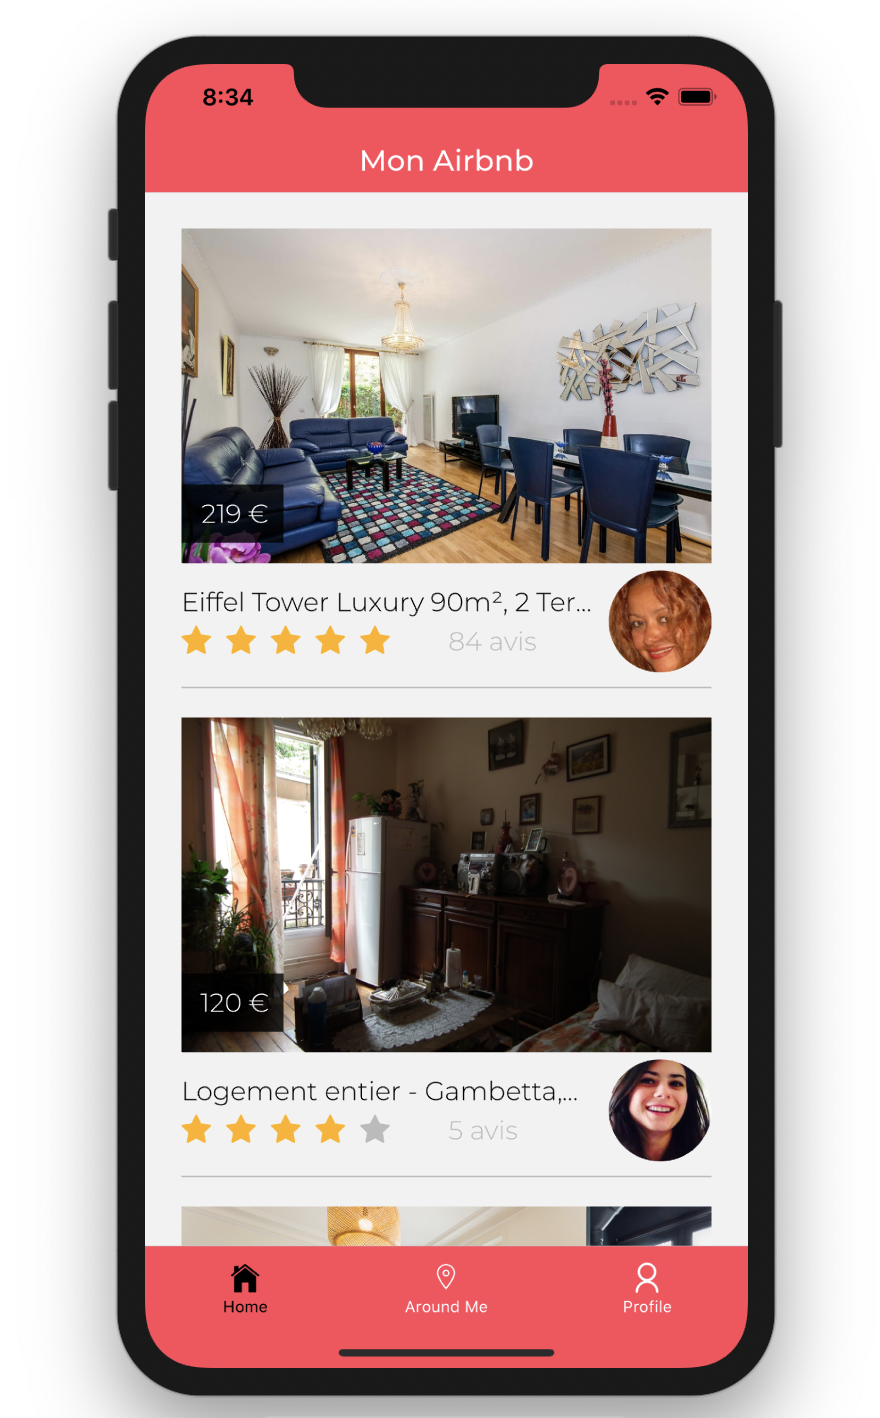 8:34
Mon Airbnb
219 €
Eiffel Tower Luxury 90m², 2 Ter...
84 avis
120 €
Logement entier - Gambetta,...
5 avis
Home
Around Me
Profile